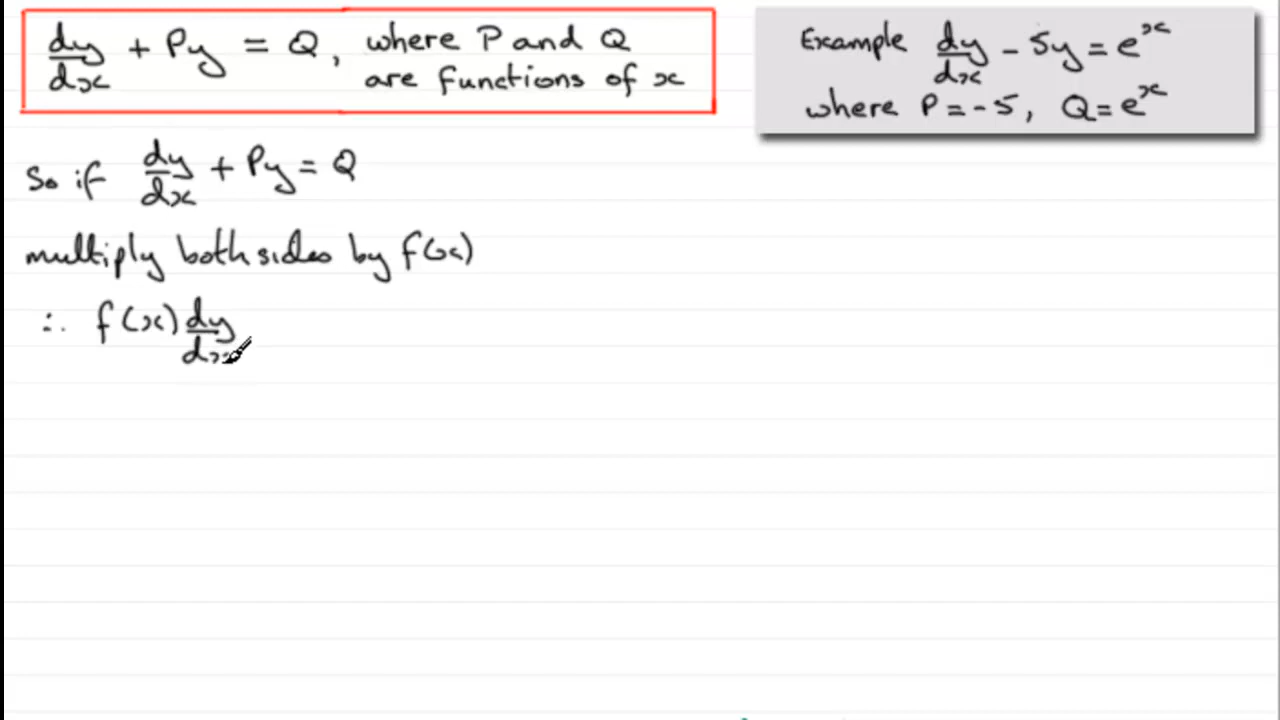 dy/dx + Py = Q, where P and Q
are functions of x
Example dy/dx - 5y = e^x
where P = -5, Q = e^x
So if dy/dx + Py = Q
multiply both sides by f(x)
∴ f(x) dy/dx